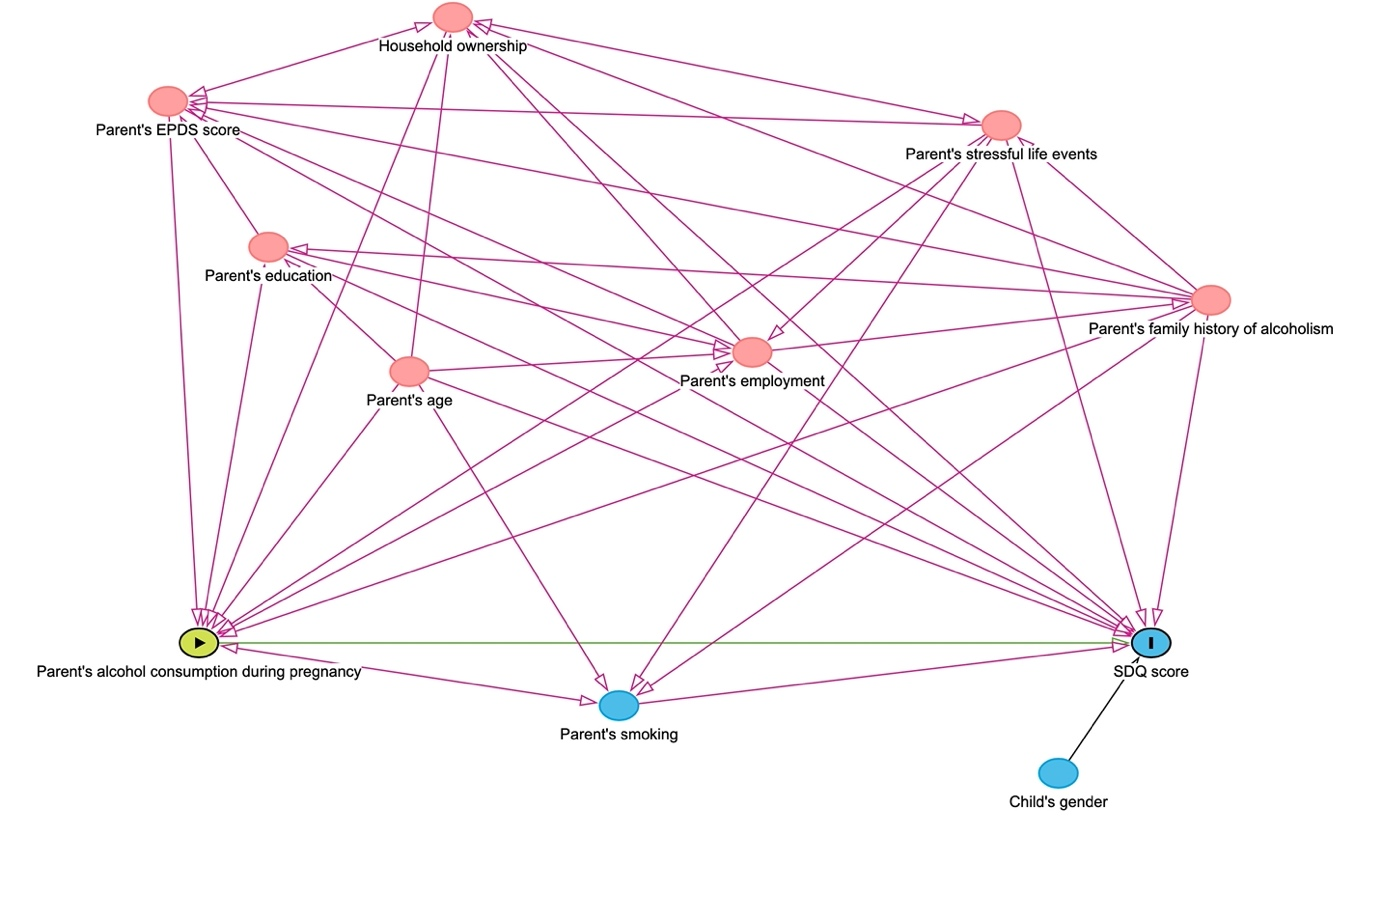 Household ownership
Parent's EPDS score
Parent's stressful life events
Parent's education
Parent's family history of alcoholism
Parent's employment
Parent's age
Parent's alcohol consumption during pregnancy
SDQ score
Parent's smoking
Child's gender